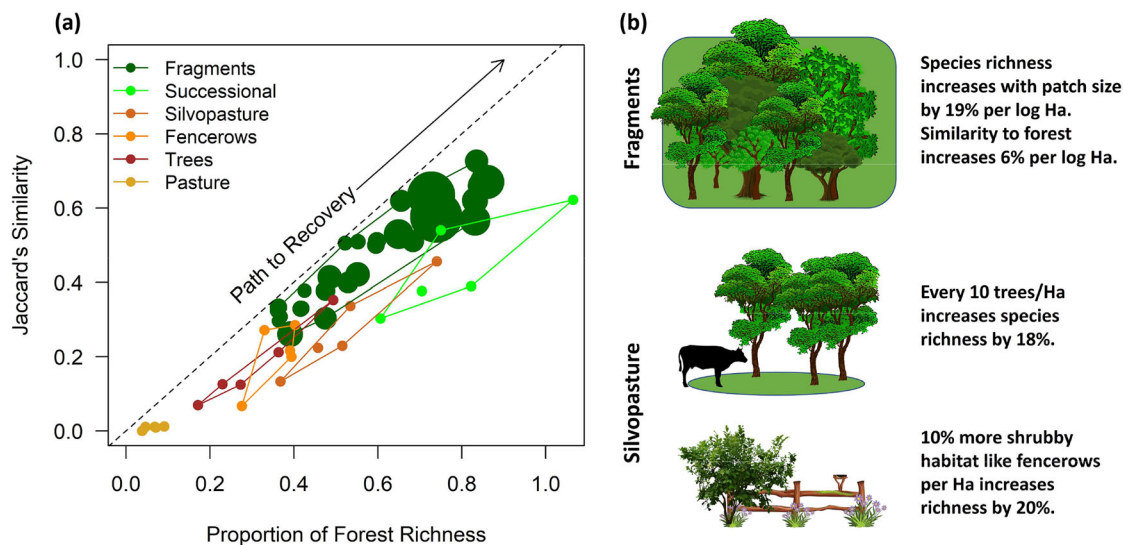 (a)
Fragments
Successional
Silvopasture
Fencerows
Trees
Pasture
Path to Recovery
Jaccard's Similarity
1.0
0.8
0.6
0.4
0.2
0.0
0.0
0.2
0.4
0.6
0.8
1.0
Proportion of Forest Richness
(b)
Fragments
Species richness
increases with patch size
by 19% per log Ha.
Similarity to forest
increases 6% per log Ha.
Silvopasture
Every 10 trees/Ha
increases species
richness by 18%.
10% more shrubby
habitat like fencerows
per Ha increases
richness by 20%.